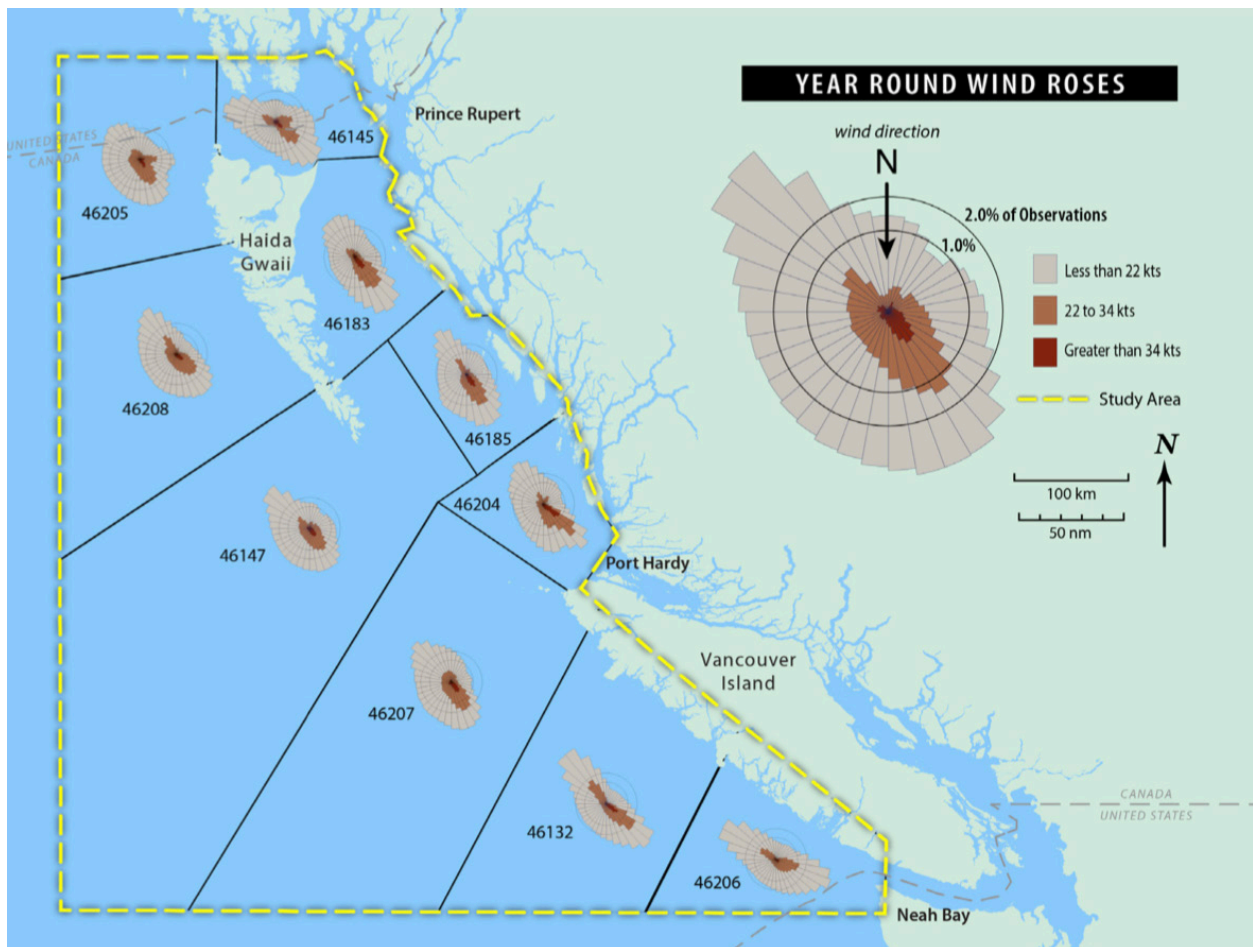 YEAR ROUND WIND ROSES
wind direction
N
2.0% of Observations
1.0%
Less than 22 kts
22 to 34 kts
Greater than 34 kts
Study Area
N
100 km
50 nm
Prince Rupert
46145
UNITED STATES
CANADA
46205
Haida
Gwaii
46183
46208
46185
46204
46147
Port Hardy
Vancouver
Island
46207
46132
CANADA
UNITED STATES
46206
Neah Bay